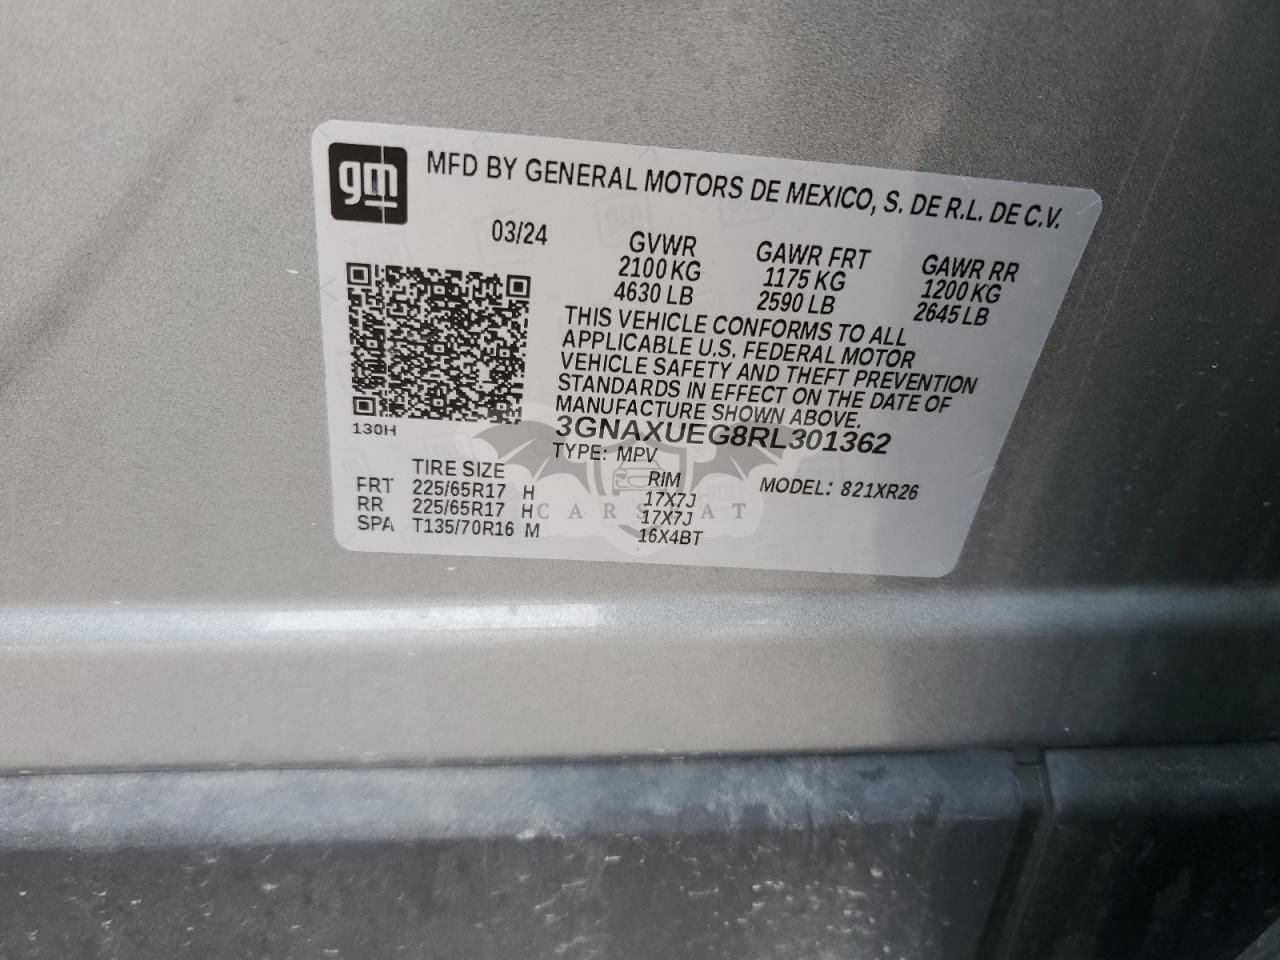 gm
MFD BY GENERAL MOTORS DE MEXICO, S. DE R.L. DE C.V.
03/24
GVWR GAWR FRT GAWR RR
2100 KG 1175 KG 1200 KG
4630 LB 2590 LB 2645 LB
THIS VEHICLE CONFORMS TO ALL
APPLICABLE U.S. FEDERAL MOTOR
VEHICLE SAFETY AND THEFT PREVENTION
STANDARDS IN EFFECT ON THE DATE OF
MANUFACTURE SHOWN ABOVE.
130H
3GNAXUEG8RL301362
TYPE: MPV
MODEL: 821XR26
TIRE SIZE RIM
FRT 225/65R17 H 17X7J
RR 225/65R17 H 17X7J
SPA T135/70R16 M 16X4BT